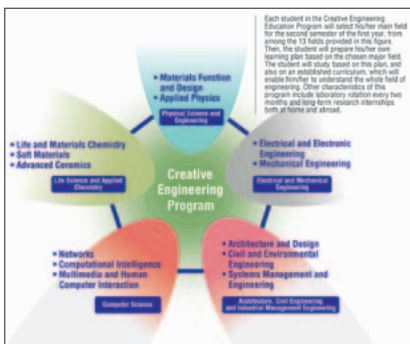 Each student in the Creative Engineering
Education Program will select his/her main field
for the second semester of the first year, from
among the 13 fields provided in this figure.
Then, the student will prepare his/her own
learning plan based on the chosen major field.
The student will study based on this plan, and
also on an established curriculum, which will
enable him/her to understand the whole field of
engineering. Other characteristics of this
program include laboratory rotation every two
months and long-term research internships
both at home and abroad.
• Materials Function
and Design
• Applied Physics
Physical Science and
Engineering
• Life and Materials Chemistry
• Soft Materials
• Advanced Ceramics
Life Science and Applied
Chemistry
• Electrical and Electronic
Engineering
• Mechanical Engineering
Electrical and Mechanical
Engineering
Creative
Engineering
Program
• Networks
• Computational Intelligence
• Multimedia and Human
Computer Interaction
Computer Science
• Architecture and Design
• Civil and Environmental
Engineering
• Systems Management and
Engineering
Architecture, Civil Engineering
and Industrial Management Engineering